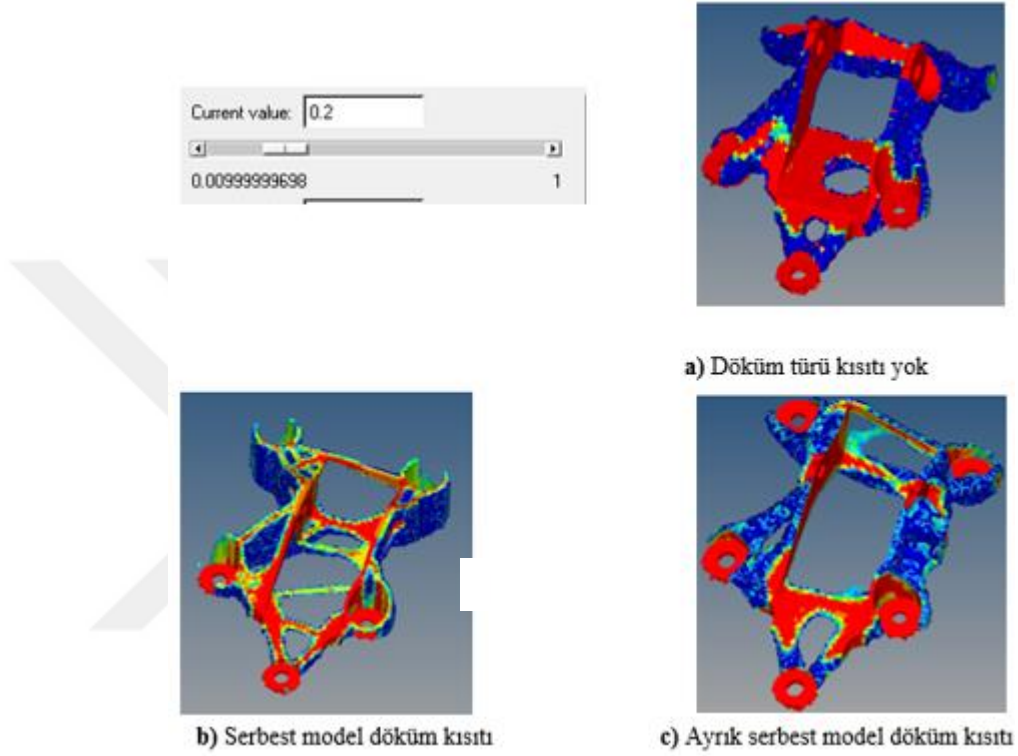 Current value: 0.2
0.00999999698 1
a) Döküm türü kısıtı yok
b) Serbest model döküm kısıtı
c) Ayrık serbest model döküm kısıtı